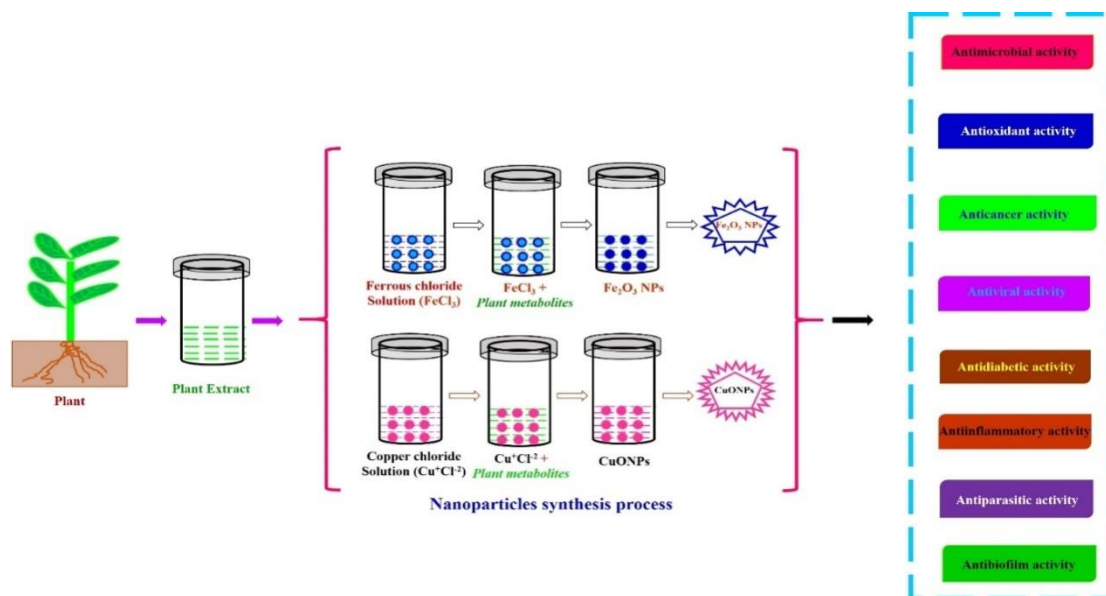 Plant
Plant Extract
Ferrous chloride
Solution (FeCl₃)
FeCl₃ +
Plant metabolites
Fe₂O₃ NPs
Fe₂O₃ NPs
Copper chloride
Solution (Cu⁺Cl⁻²)
Cu⁺Cl⁻² +
Plant metabolites
CuONPs
CuONPs
Nanoparticles synthesis process
Antimicrobial activity
Antioxidant activity
Anticancer activity
Antiviral activity
Antidiabetic activity
Antiinflammatory activity
Antiparasitic activity
Antibiofilm activity